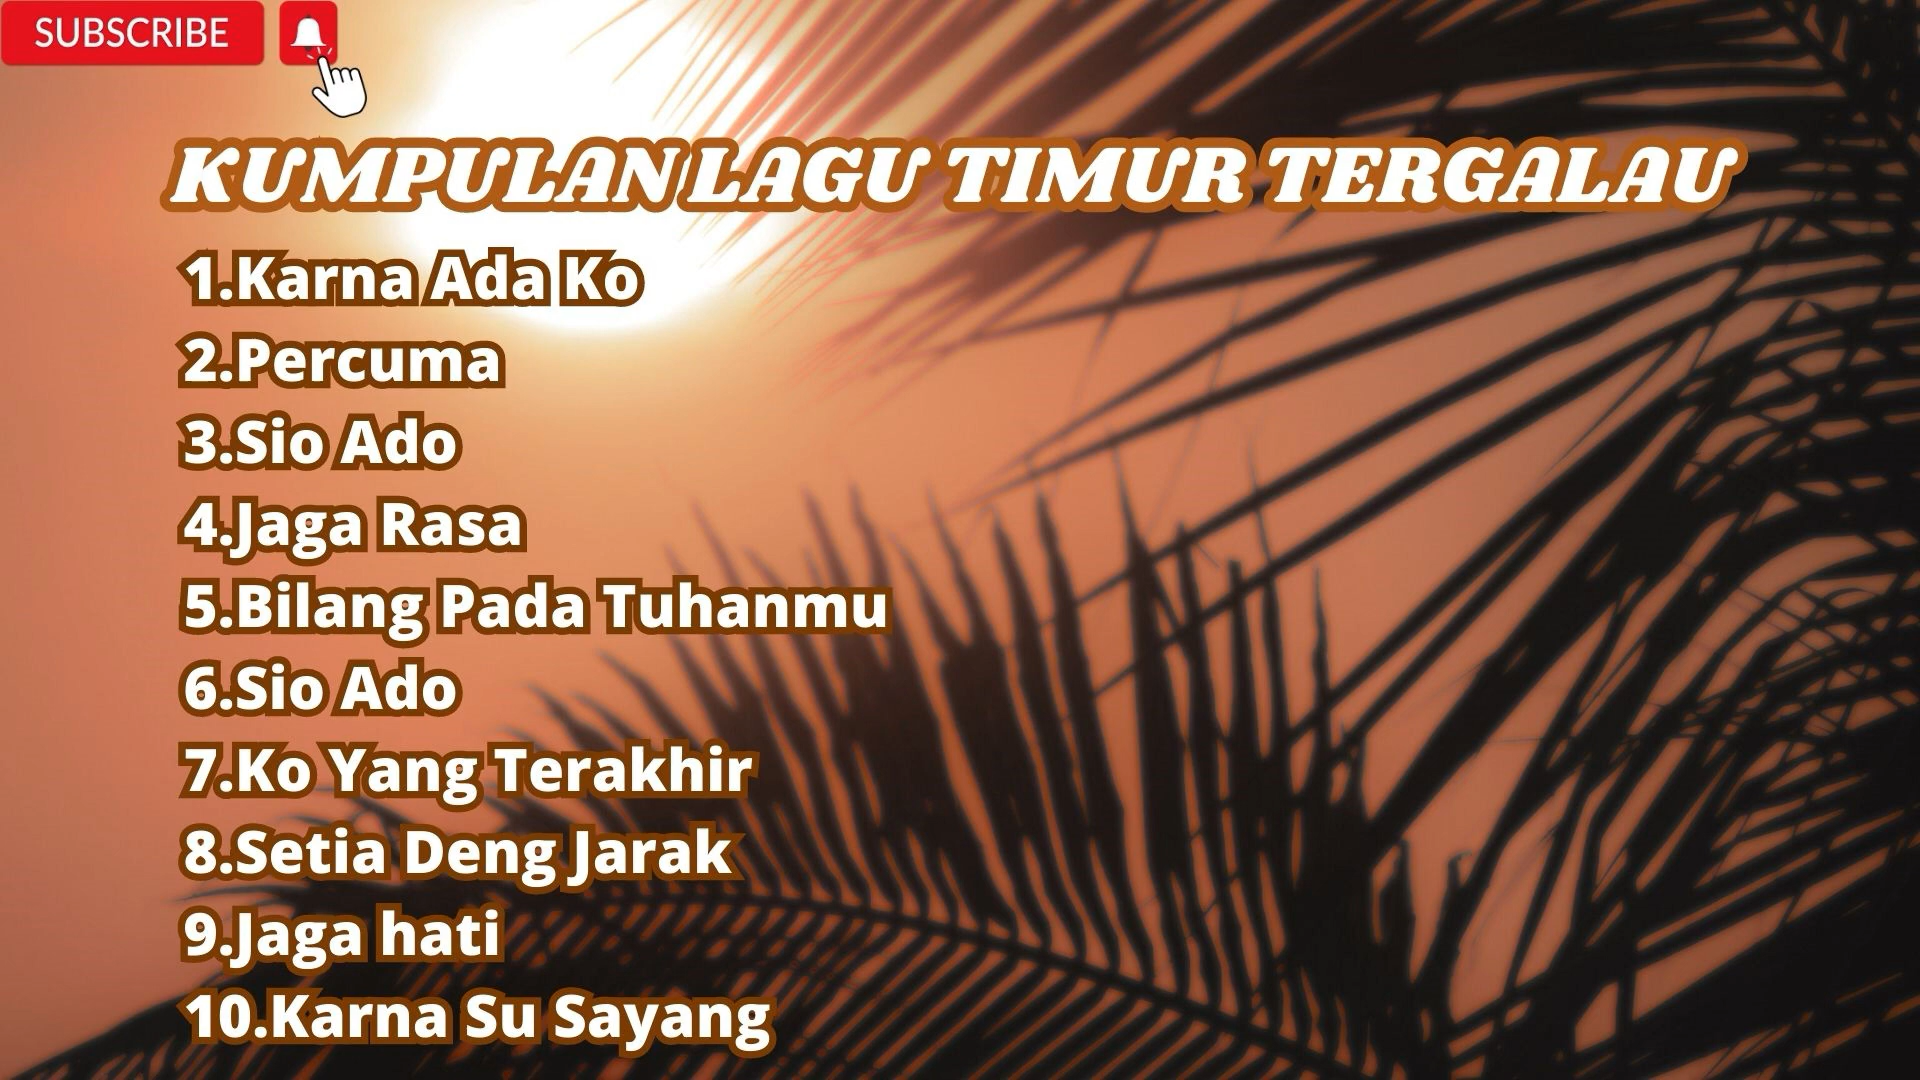 SUBSCRIBE
KUMPULAN LAGU TIMUR TERGALAU
1.Karna Ada Ko
2.Percuma
3.Sio Ado
4.Jaga Rasa
5.Bilang Pada Tuhanmu
6.Sio Ado
7.Ko Yang Terakhir
8.Setia Deng Jarak
9.Jaga hati
10.Karna Su Sayang